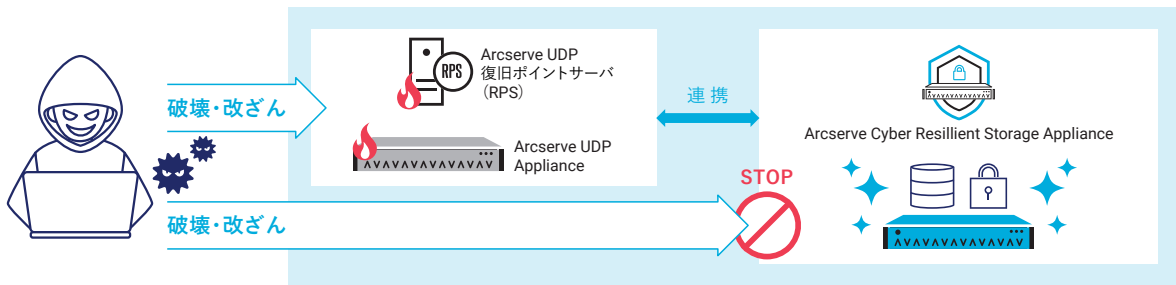 Arcserve UDP
復旧ポイントサーバ
（RPS）
RPS
破壊・改ざん
連携
Arcserve UDP
Appliance
Arcserve Cyber Resillient Storage Appliance
STOP
破壊・改ざん